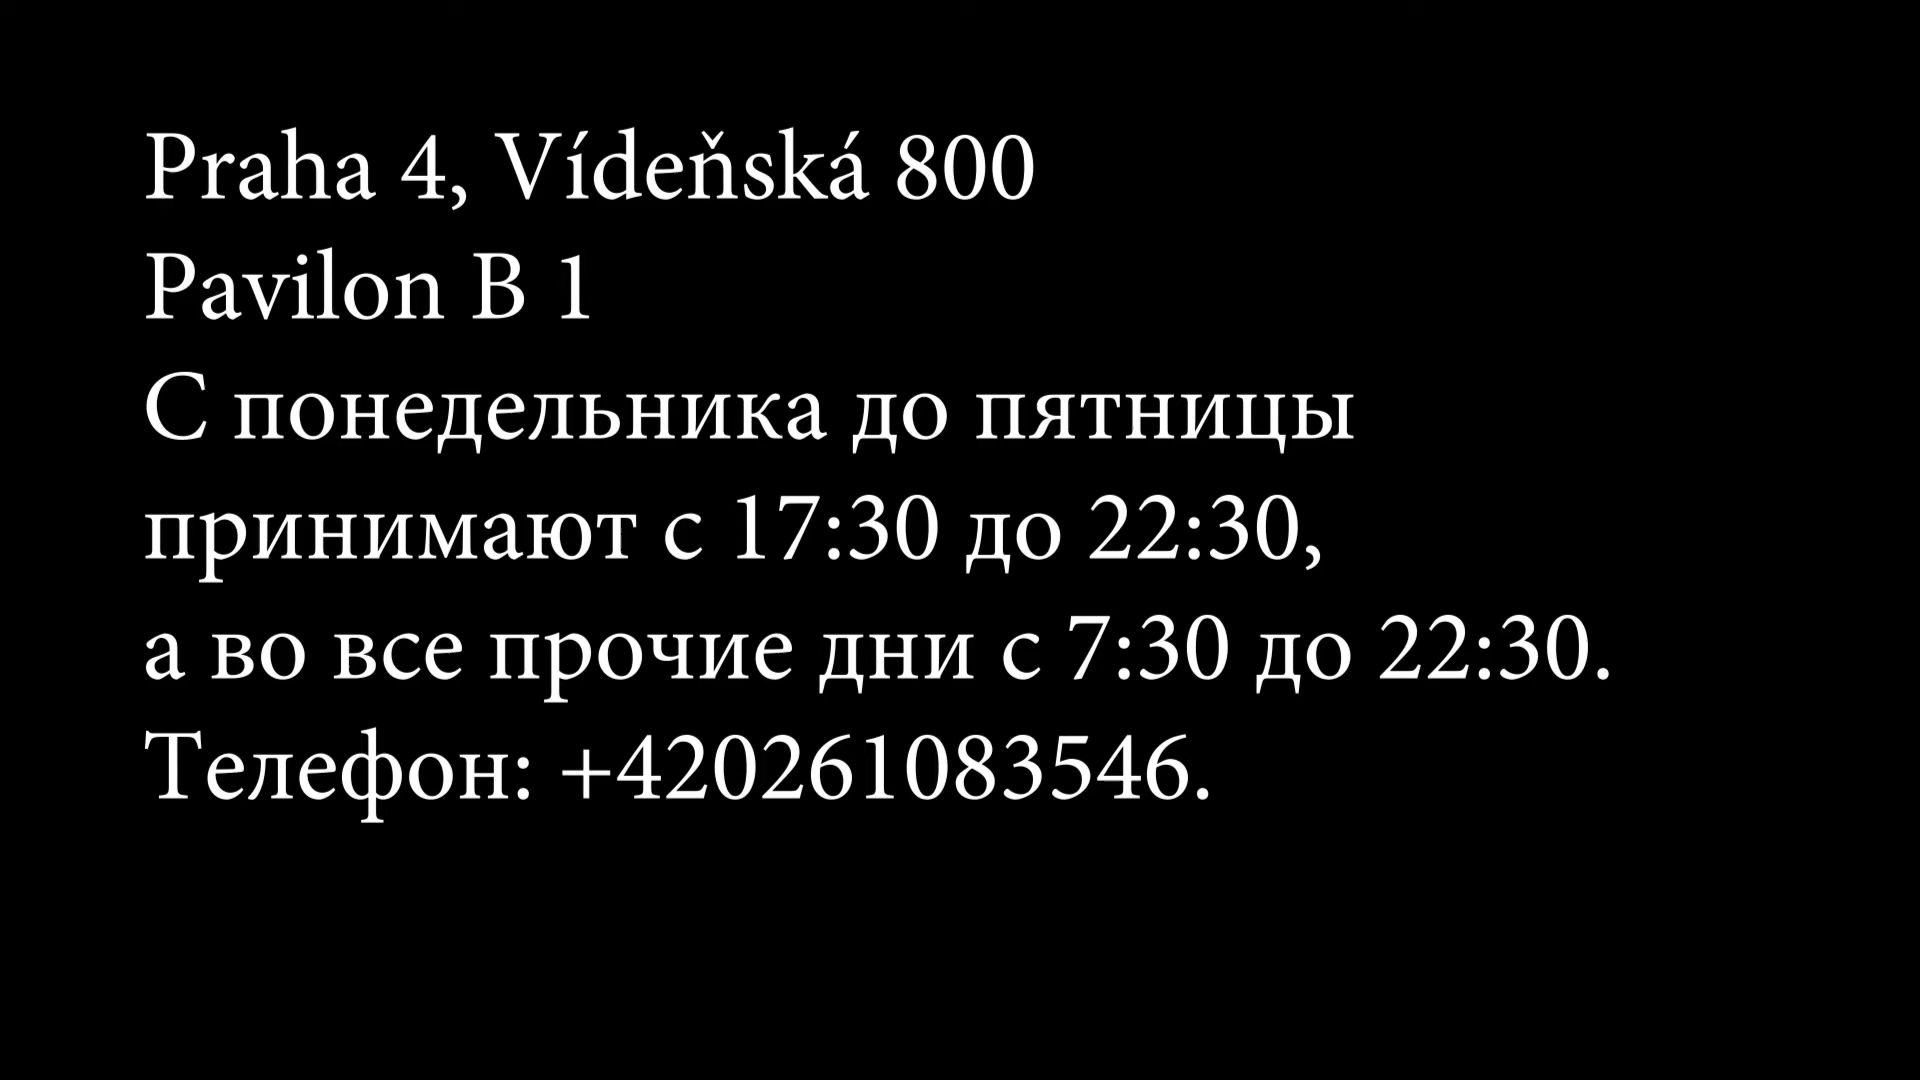 Praha 4, Vídeňská 800
Pavilon B 1
С понедельника до пятницы
принимают с 17:30 до 22:30,
а во все прочие дни с 7:30 до 22:30.
Телефон: +420261083546.